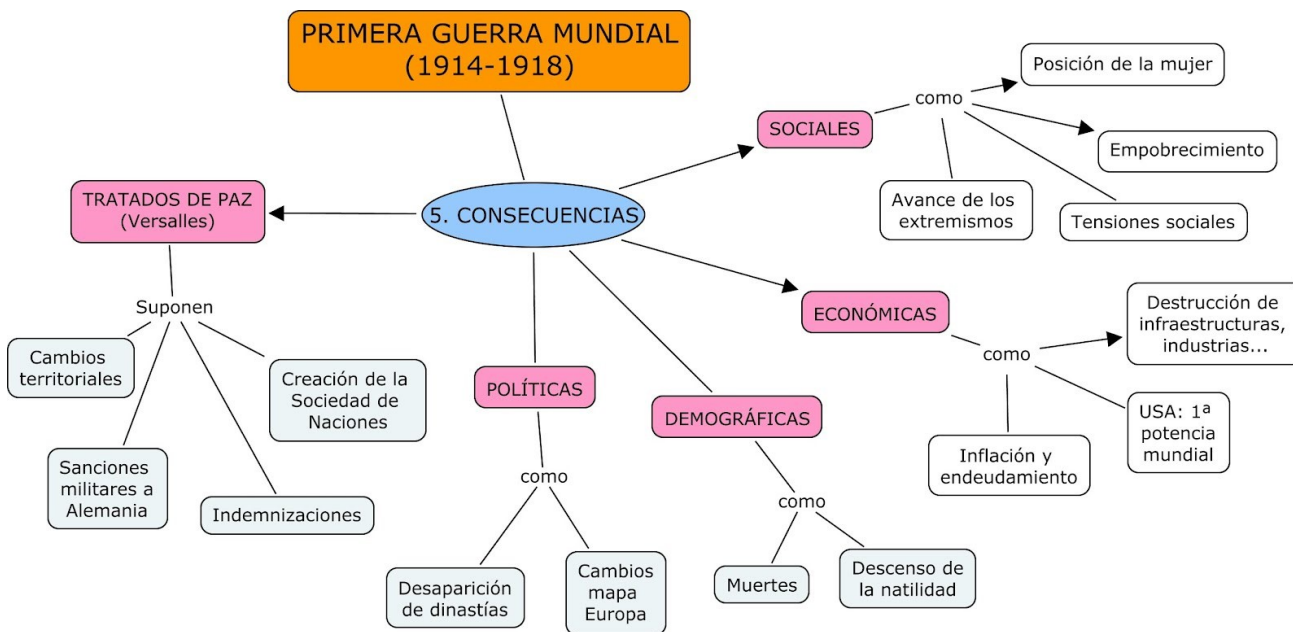 PRIMERA GUERRA MUNDIAL
(1914-1918)
5. CONSECUENCIAS
TRATADOS DE PAZ
(Versalles)
Suponen
Cambios
territoriales
Sanciones
militares a
Alemania
Indemnizaciones
Creación de la
Sociedad de
Naciones
POLÍTICAS
como
Desaparición
de dinastías
Cambios
mapa
Europa
DEMOGRÁFICAS
como
Muertes
Descenso de
la natilidad
ECONÓMICAS
como
Inflación y
endeudamiento
USA: 1ª
potencia
mundial
Destrucción de
infraestructuras,
industrias...
SOCIALES
como
Avance de los
extremismos
Tensiones sociales
Empobrecimiento
Posición de la mujer